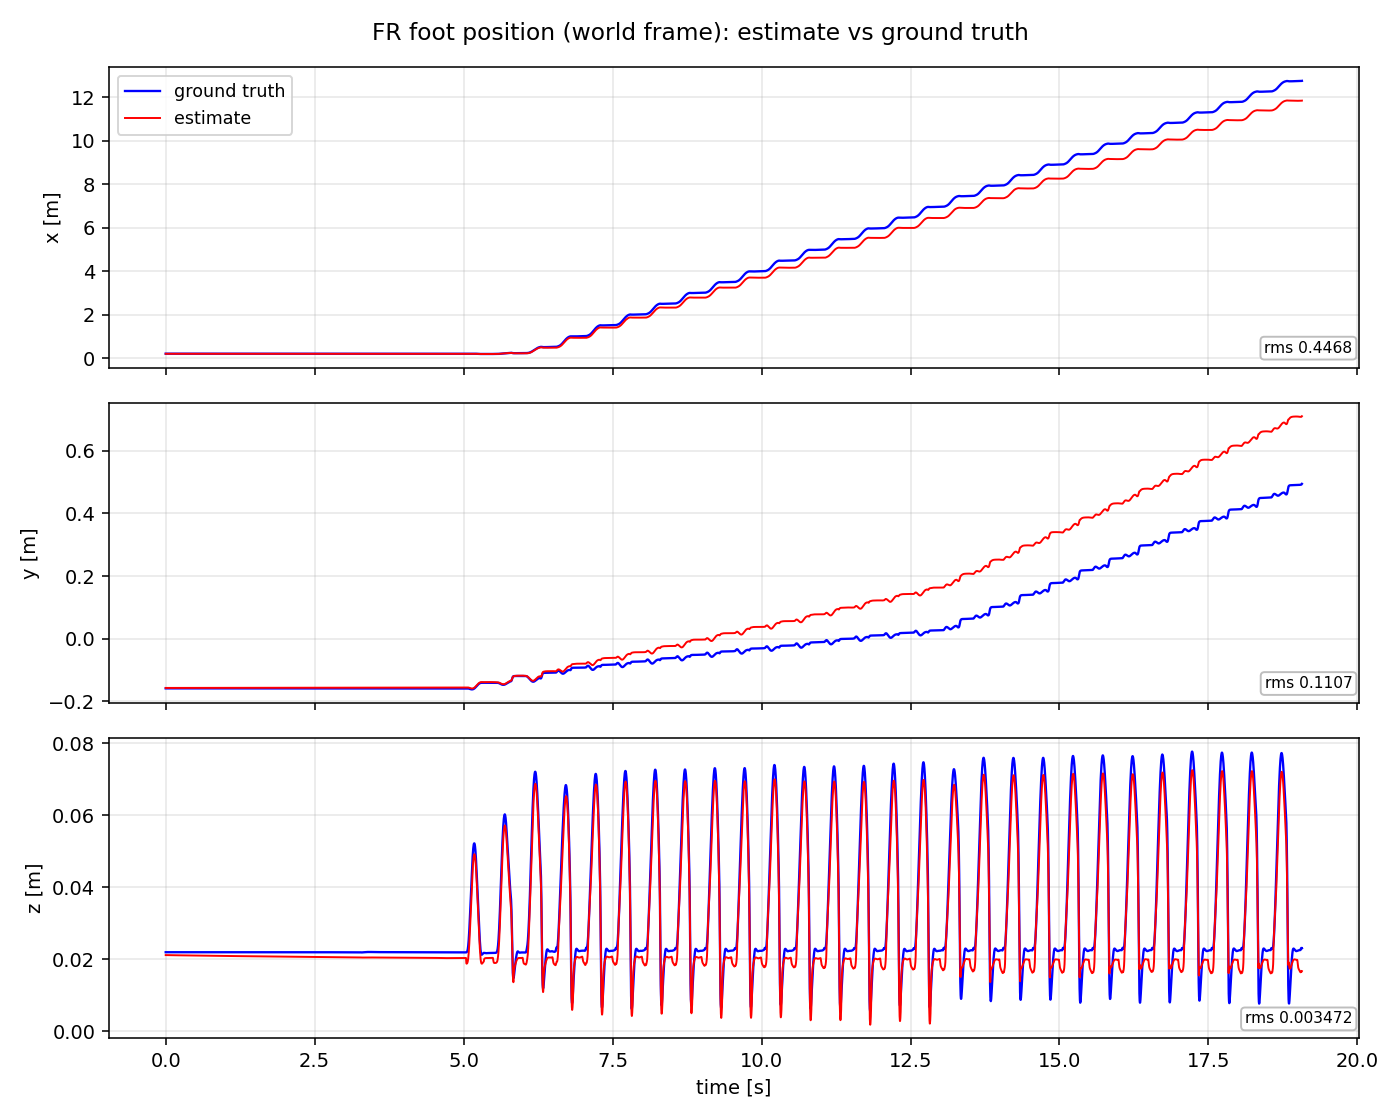 FR foot position (world frame): estimate vs ground truth
ground truth
estimate
x [m]
12
10
8
6
4
2
0
rms 0.4468
y [m]
0.6
0.4
0.2
0.0
−0.2
rms 0.1107
z [m]
0.08
0.06
0.04
0.02
0.00
rms 0.003472
0.0 2.5 5.0 7.5 10.0 12.5 15.0 17.5 20.0
time [s]